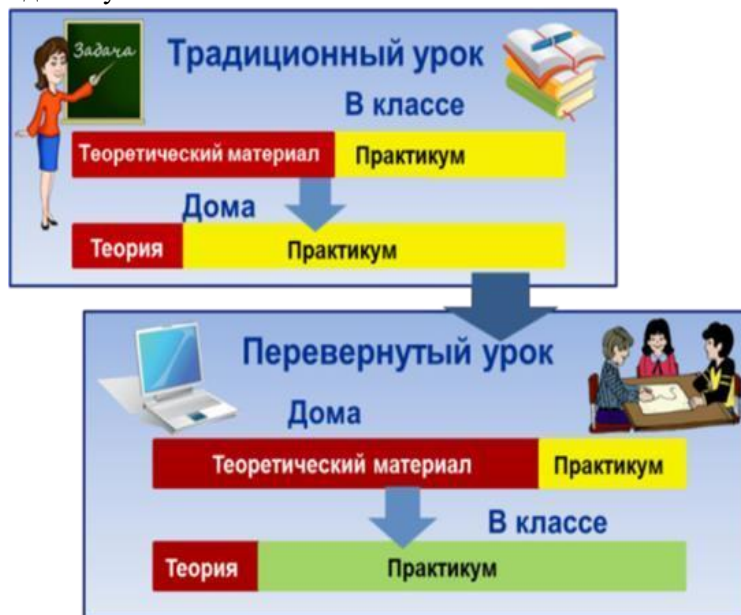 Задача
Традиционный урок
В классе
Теоретический материал Практикум
Дома
Теория Практикум
Перевернутый урок
Дома
Теоретический материал Практикум
В классе
Теория Практикум